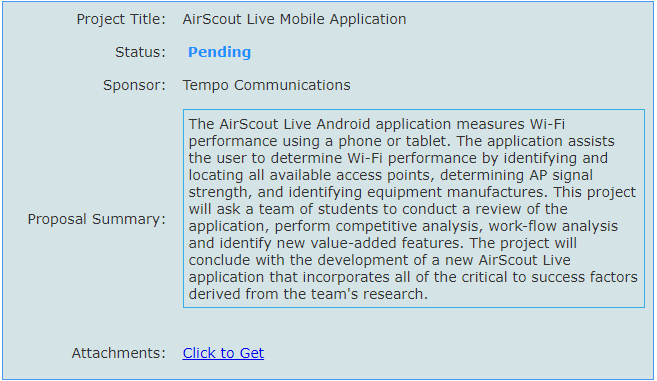 Project Title: AirScout Live Mobile Application
Status: Pending
Sponsor: Tempo Communications
The AirScout Live Android application measures Wi-Fi
performance using a phone or tablet. The application assists
the user to determine Wi-Fi performance by identifying and
locating all available access points, determining AP signal
strength, and identifying equipment manufactures. This project
Proposal Summary: will ask a team of students to conduct a review of the
application, perform competitive analysis, work-flow analysis
and identify new value-added features. The project will
conclude with the development of a new AirScout Live
application that incorporates all of the critical to success factors
derived from the team's research.
Attachments: Click to Get